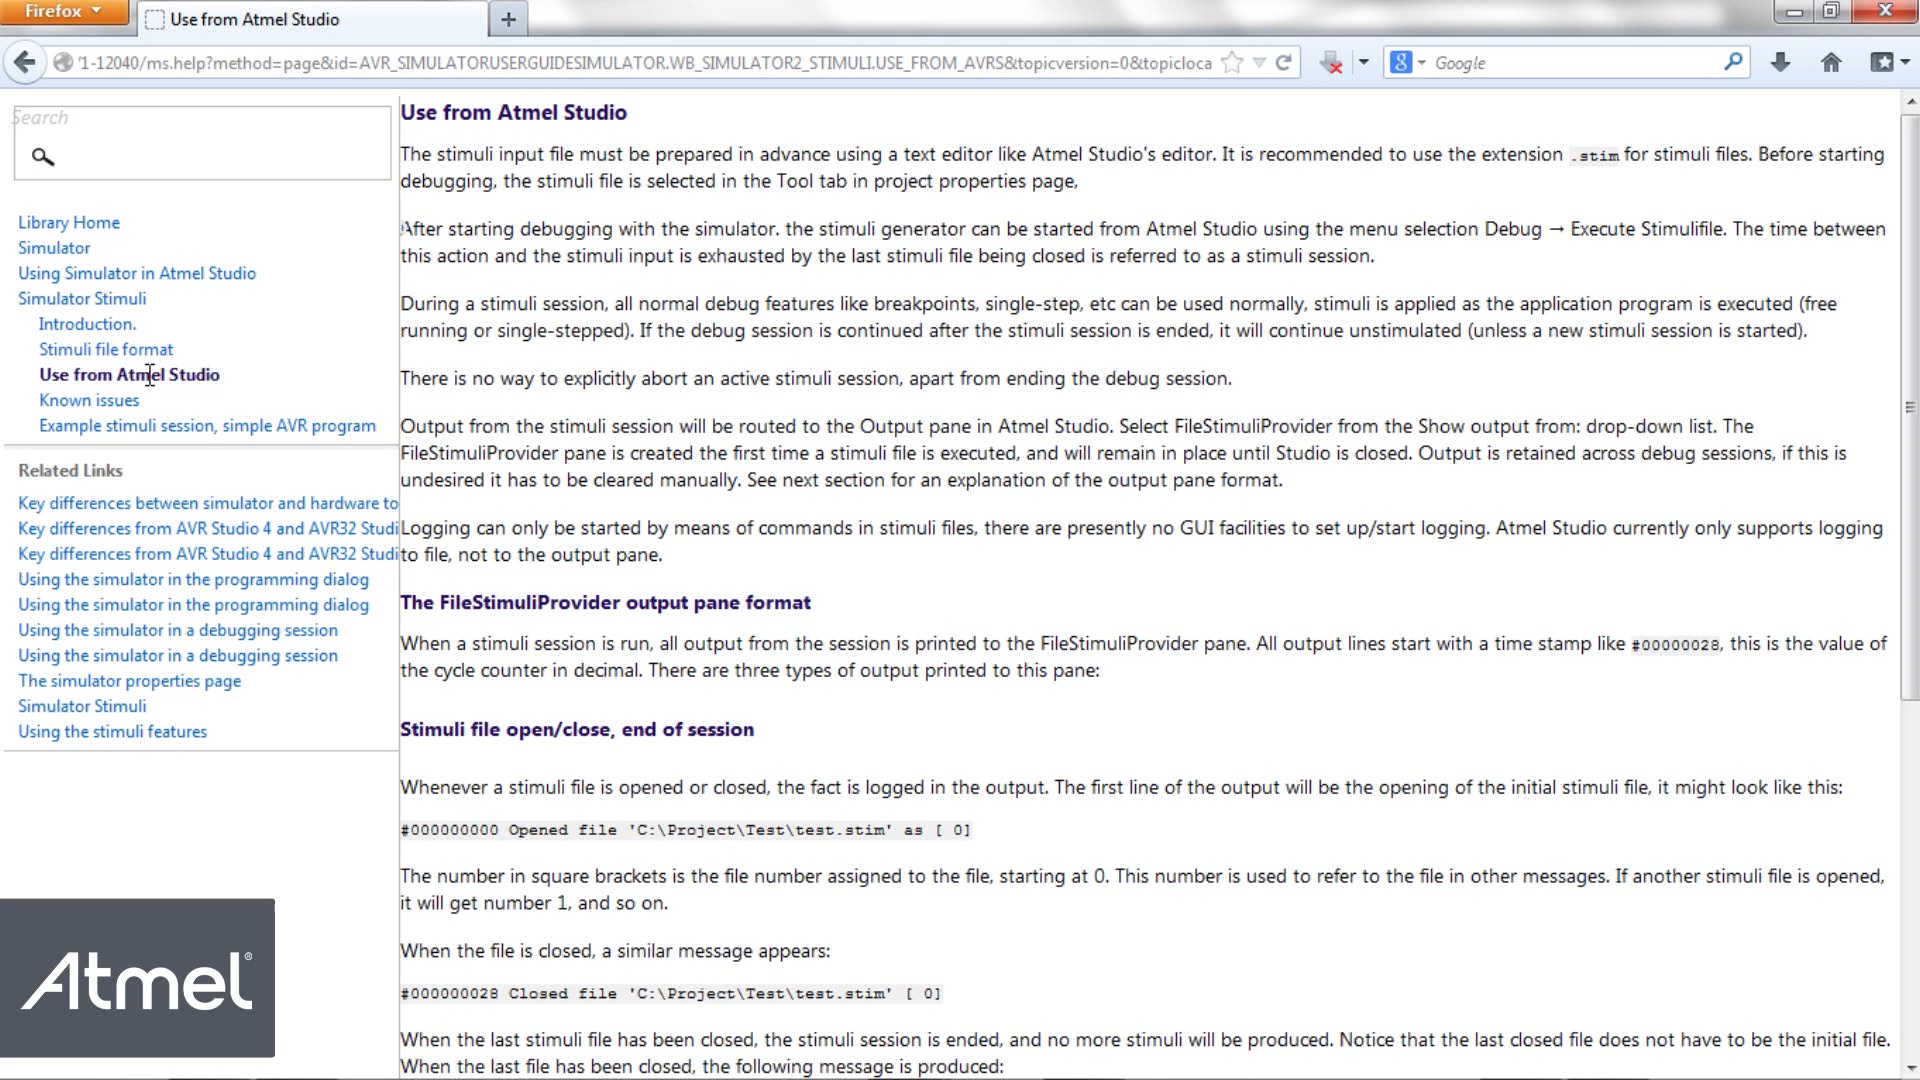 Firefox
Use from Atmel Studio
'1-12040/ms.help?method=page&id=AVR_SIMULATORUSERGUIDESIMULATOR.WB_SIMULATOR2_STIMULI.USE_FROM_AVRS&topicversion=0&topicloca
8 Google
Search
Library Home
Simulator
Using Simulator in Atmel Studio
Simulator Stimuli
Introduction.
Stimuli file format
Use from Atmel Studio
Known issues
Example stimuli session, simple AVR program
Related Links
Key differences between simulator and hardware to
Key differences from AVR Studio 4 and AVR32 Studi
Key differences from AVR Studio 4 and AVR32 Studi
Using the simulator in the programming dialog
Using the simulator in the programming dialog
Using the simulator in a debugging session
Using the simulator in a debugging session
The simulator properties page
Simulator Stimuli
Using the stimuli features
Atmel®
Use from Atmel Studio
The stimuli input file must be prepared in advance using a text editor like Atmel Studio's editor. It is recommended to use the extension .stim for stimuli files. Before starting
debugging, the stimuli file is selected in the Tool tab in project properties page,
After starting debugging with the simulator. the stimuli generator can be started from Atmel Studio using the menu selection Debug → Execute Stimulifile. The time between
this action and the stimuli input is exhausted by the last stimuli file being closed is referred to as a stimuli session.
During a stimuli session, all normal debug features like breakpoints, single-step, etc can be used normally, stimuli is applied as the application program is executed (free
running or single-stepped). If the debug session is continued after the stimuli session is ended, it will continue unstimulated (unless a new stimuli session is started).
There is no way to explicitly abort an active stimuli session, apart from ending the debug session.
Output from the stimuli session will be routed to the Output pane in Atmel Studio. Select FileStimuliProvider from the Show output from: drop-down list. The
FileStimuliProvider pane is created the first time a stimuli file is executed, and will remain in place until Studio is closed. Output is retained across debug sessions, if this is
undesired it has to be cleared manually. See next section for an explanation of the output pane format.
Logging can only be started by means of commands in stimuli files, there are presently no GUI facilities to set up/start logging. Atmel Studio currently only supports logging
to file, not to the output pane.
The FileStimuliProvider output pane format
When a stimuli session is run, all output from the session is printed to the FileStimuliProvider pane. All output lines start with a time stamp like #00000028, this is the value of
the cycle counter in decimal. There are three types of output printed to this pane:
Stimuli file open/close, end of session
Whenever a stimuli file is opened or closed, the fact is logged in the output. The first line of the output will be the opening of the initial stimuli file, it might look like this:
#000000000 Opened file 'C:\Project\Test\test.stim' as [ 0]
The number in square brackets is the file number assigned to the file, starting at 0. This number is used to refer to the file in other messages. If another stimuli file is opened,
it will get number 1, and so on.
When the file is closed, a similar message appears:
#000000028 Closed file 'C:\Project\Test\test.stim' [ 0]
When the last stimuli file has been closed, the stimuli session is ended, and no more stimuli will be produced. Notice that the last closed file does not have to be the initial file.
When the last file has been closed, the following message is produced: